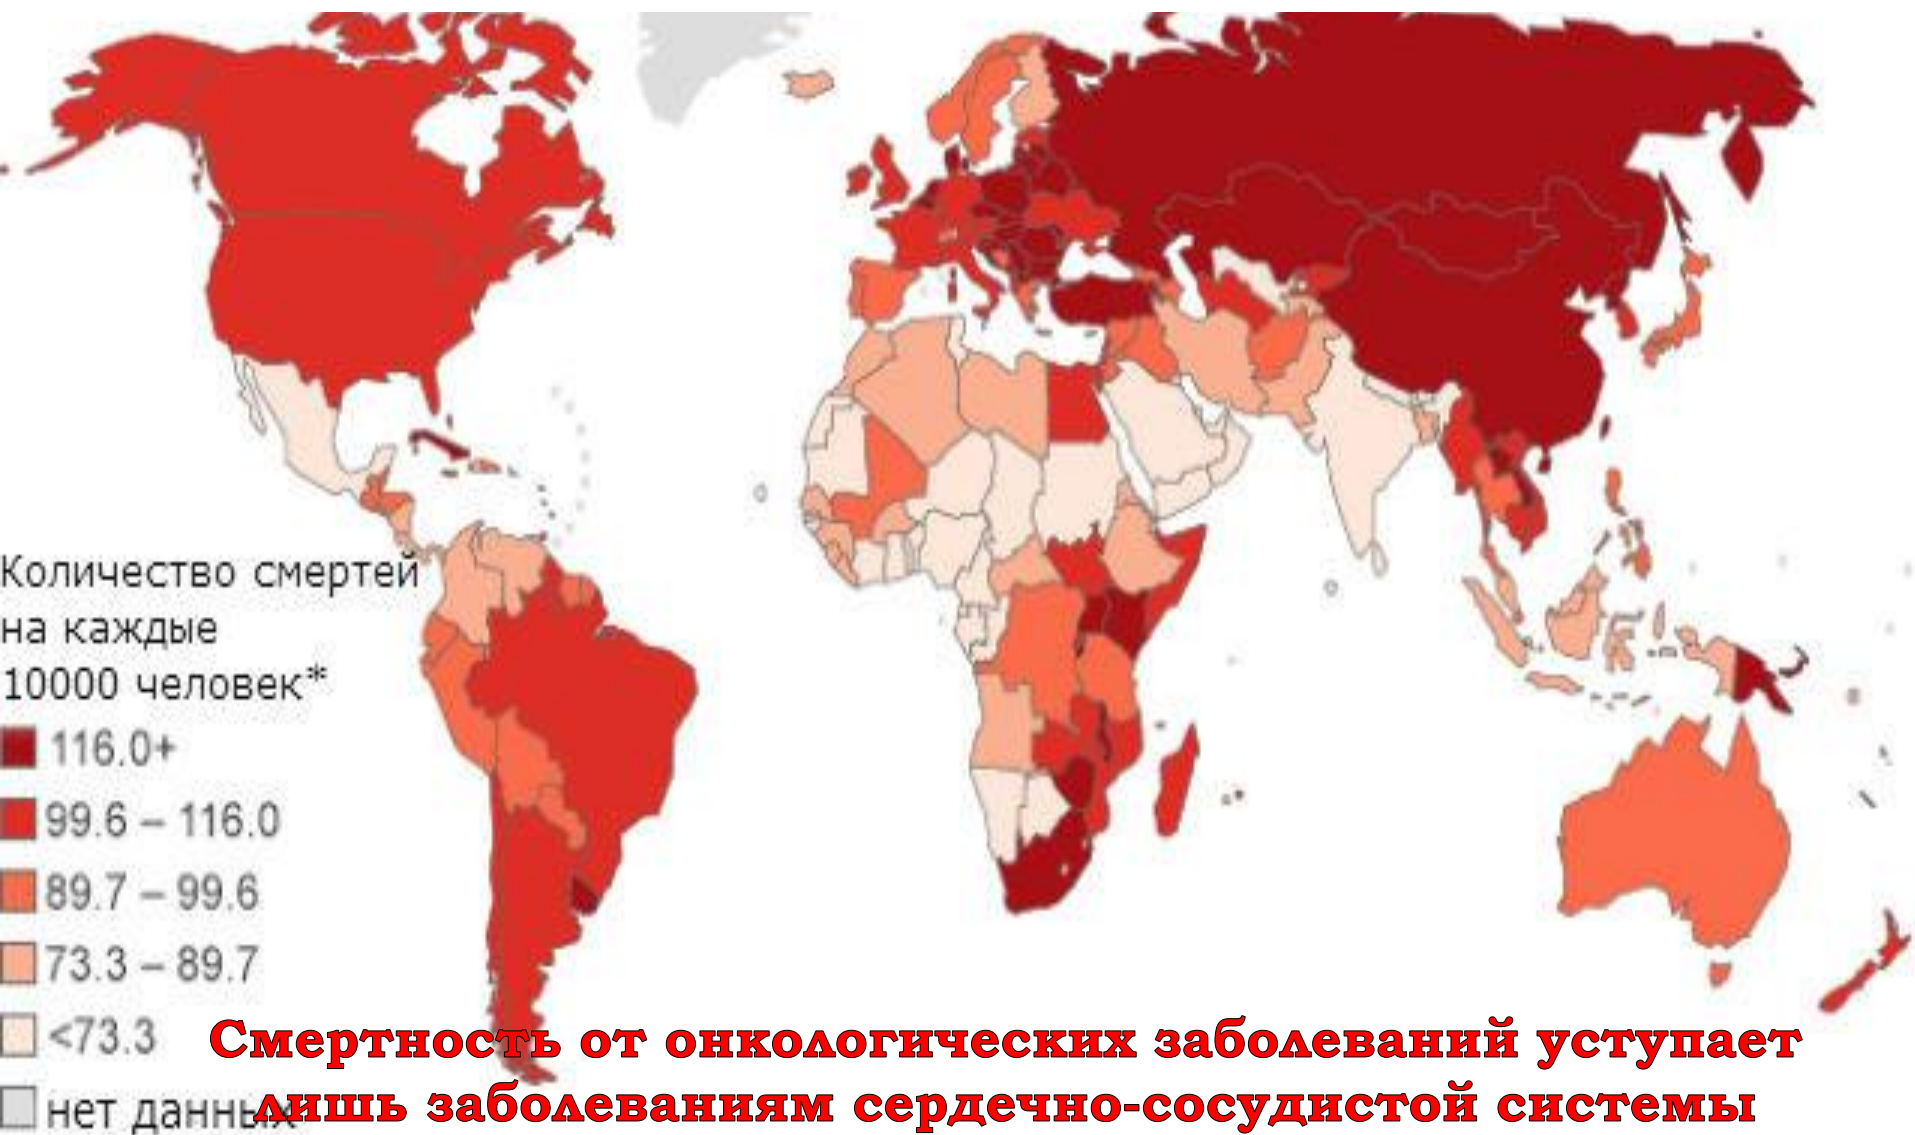 Количество смертей
на каждые
10000 человек*
116.0+
99.6 – 116.0
89.7 – 99.6
73.3 – 89.7
<73.3
нет данных
Смертность от онкологических заболеваний уступает
лишь заболеваниям сердечно-сосудистой системы